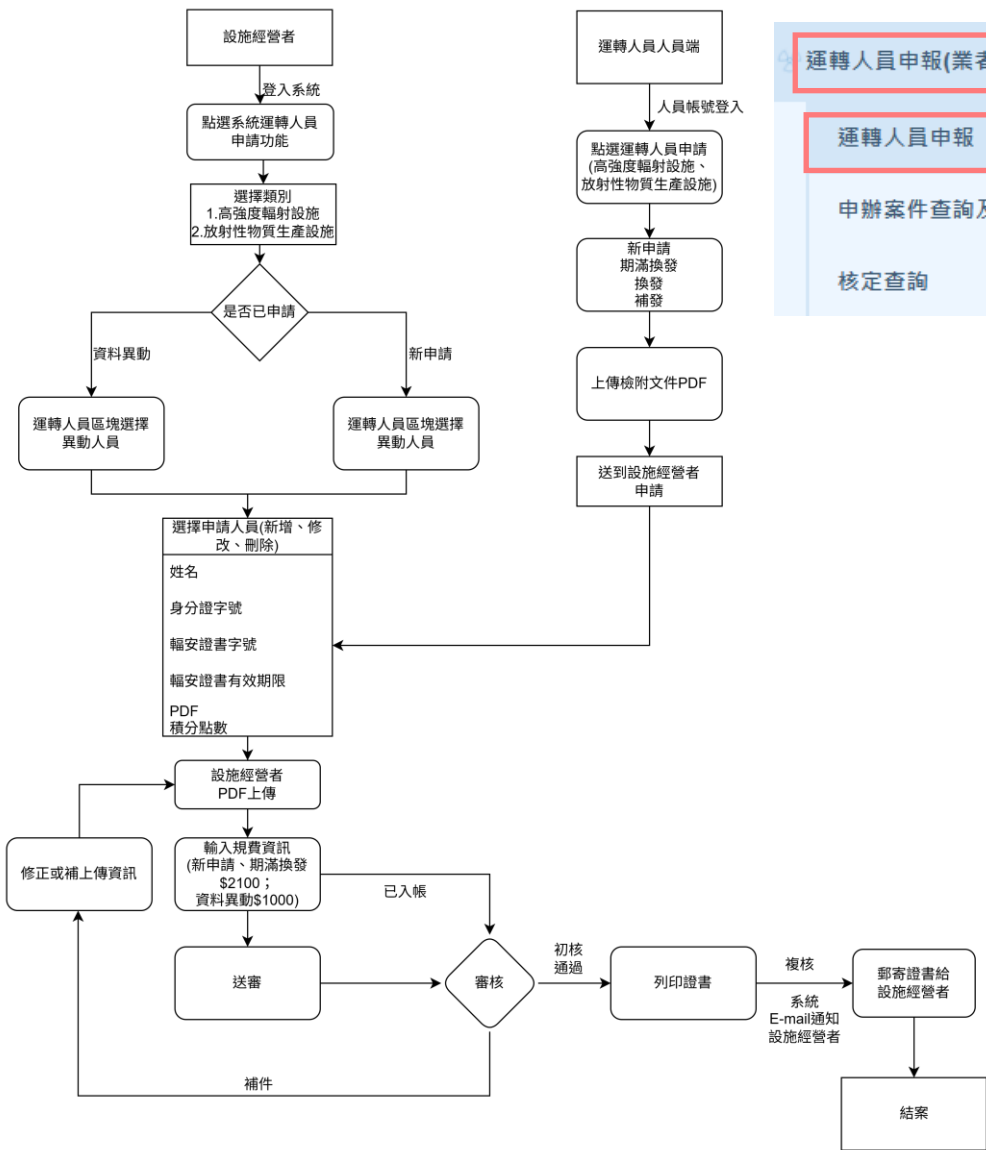 設施經營者
登入系統
點選系統運轉人員
申請功能
選擇類別
1.高強度輻射設施
2.放射性物質生產設施
是否已申請
資料異動
新申請
運轉人員區塊選擇
異動人員
運轉人員區塊選擇
異動人員
運轉人員人員端
人員帳號登入
點選運轉人員申請
(高強度輻射設施、
放射性物質生產設施)
新申請
期滿換發
換發
補發
上傳檢附文件PDF
送到設施經營者
申請
選擇申請人員(新增、修
改、刪除)
姓名
身分證字號
輻安證書字號
輻安證書有效期限
PDF
積分點數
設施經營者
PDF上傳
輸入規費資訊
(新申請、期滿換發
$2100；
資料異動$1000)
已入帳
修正或補上傳資訊
送審
審核
補件
初核
通過
列印證書
複核
系統
E-mail通知
設施經營者
郵寄證書給
設施經營者
結案
運轉人員申報(業者
運轉人員申報
申辦案件查詢及
核定查詢